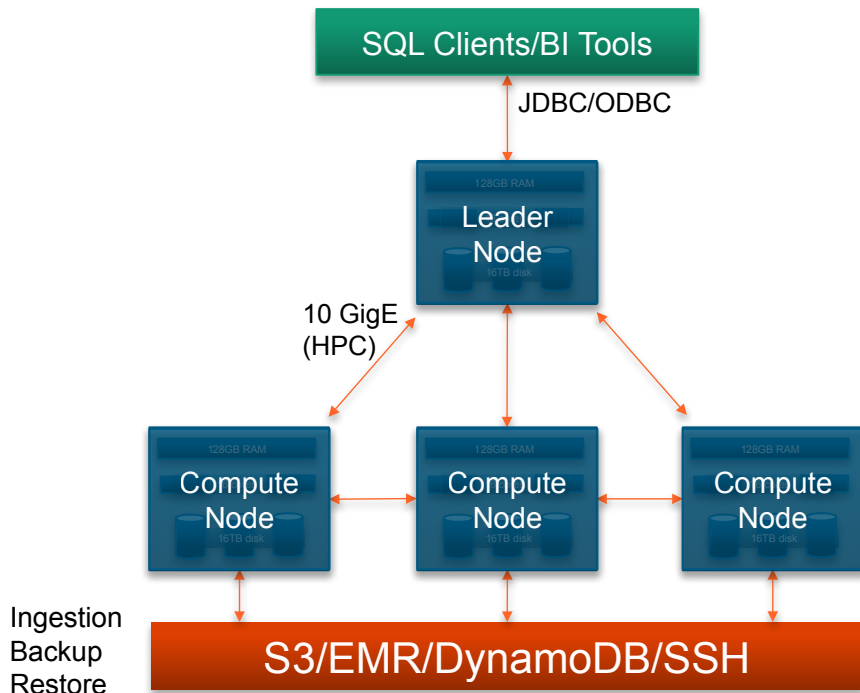 SQL Clients/BI Tools
JDBC/ODBC
128GB RAM
Leader
Node
16TB disk
10 GigE
(HPC)
128GB RAM
Compute
Node
16TB disk
128GB RAM
Compute
Node
16TB disk
128GB RAM
Compute
Node
16TB disk
Ingestion
Backup
Restore
S3/EMR/DynamoDB/SSH